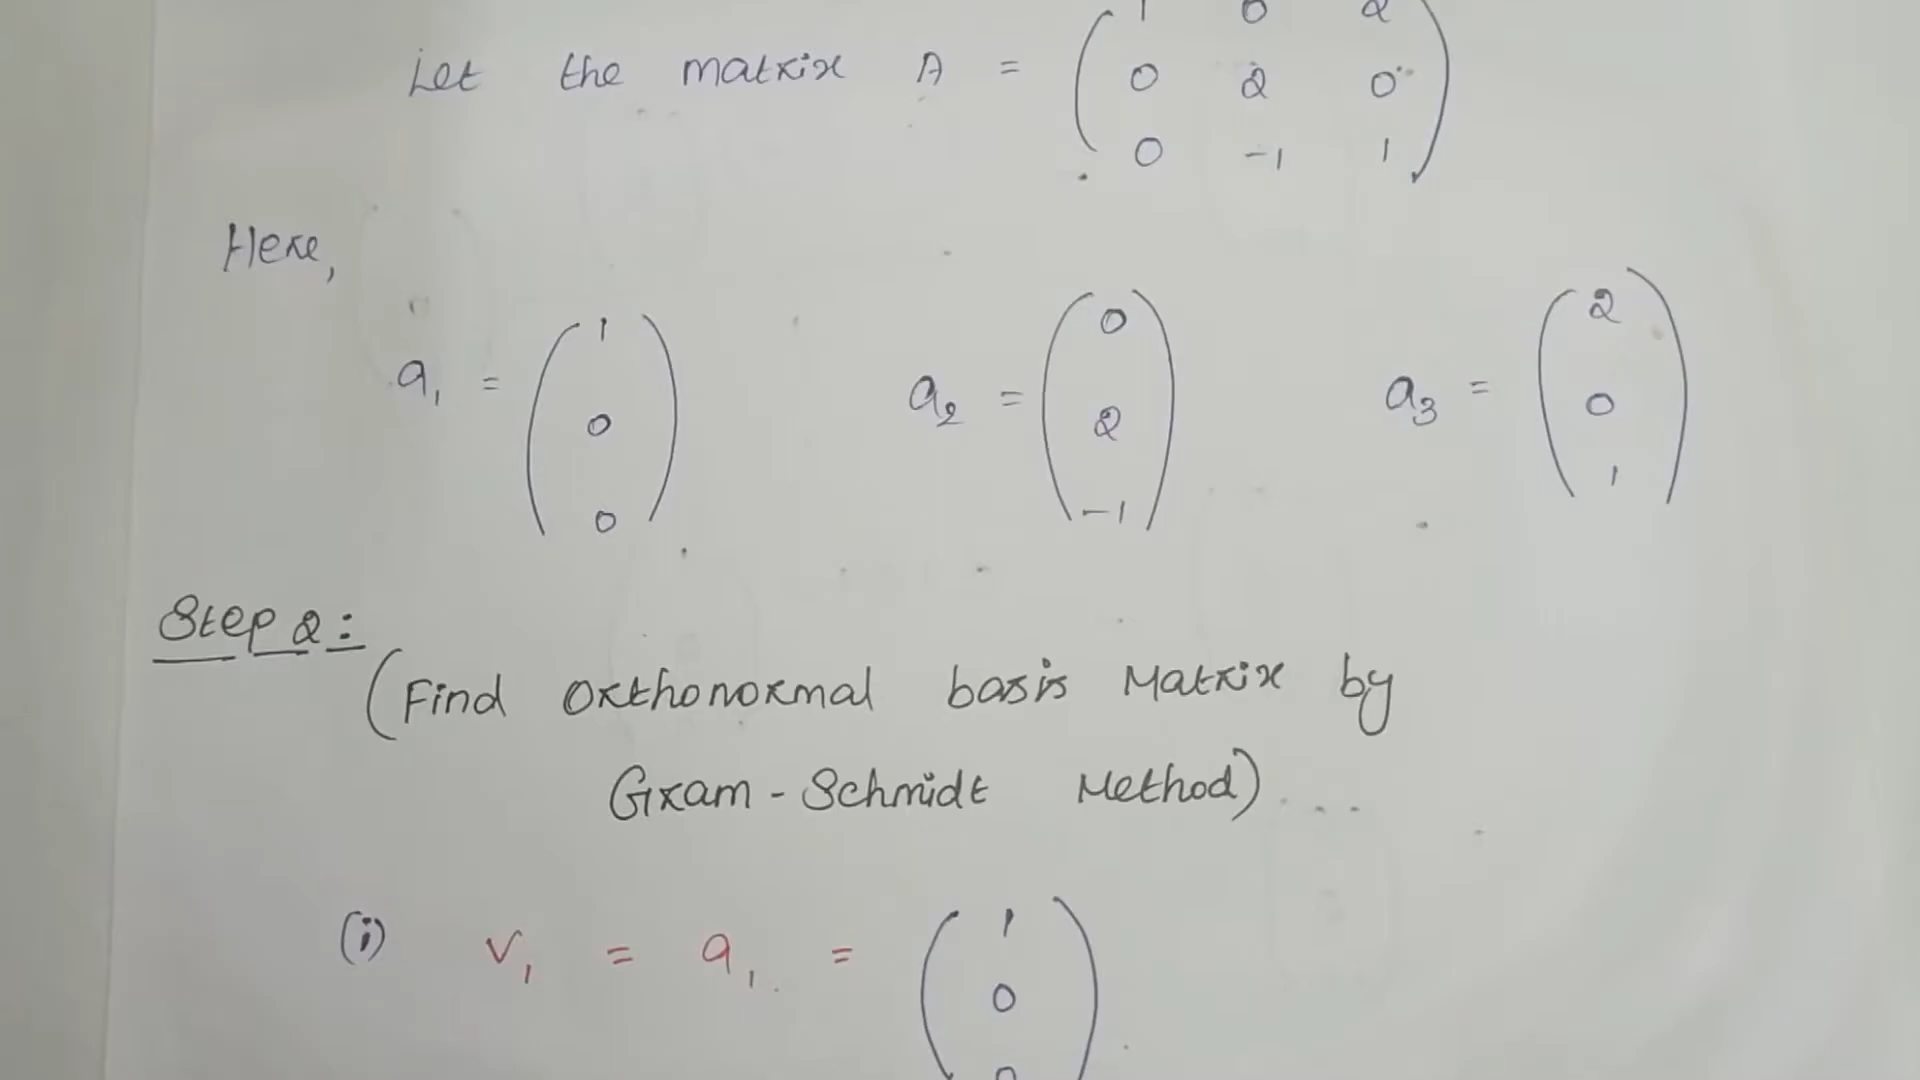 1 0 2
Let the matrix A = 0 2 0
0 -1 1
Here,
a1 = (1 0 0) a2 = (0 2 -1) a3 = (2 0 1)
Step 2:
(Find orthonormal basis Matrix by
Gram-Schmidt Method)...
(i) v1 = a1 = (1
0
0